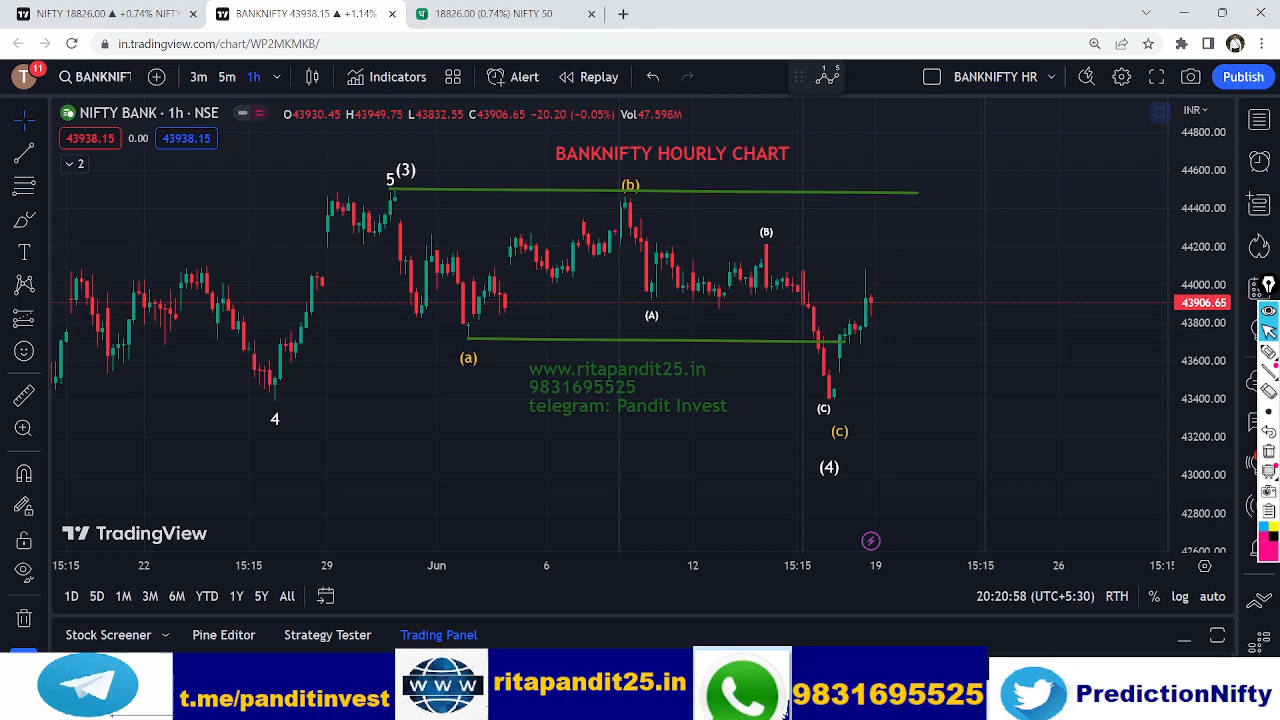 NIFTY 18826.00 ▲ +0.74% NIFTY
BANKNIFTY 43938.15 ▲ +1.14%
18826.00 (0.74%) NIFTY 50
in.tradingview.com/chart/WP2MKMKB/
T
11
BANKNIFT
3m
5m
1h
Indicators
Alert
Replay
1
5
BANKNIFTY HR
Publish
NIFTY BANK · 1h · NSE
O43930.45 H43949.75 L43832.55 C43906.65 −20.20 (−0.05%) Vol47.598M
INR
43938.15
0.00
43938.15
2
BANKNIFTY HOURLY CHART
5
(3)
(b)
(B)
(A)
(a)
4
(C)
(c)
(4)
www.ritapandit25.in
9831695525
telegram: Pandit Invest
44800.00
44600.00
44400.00
44200.00
44000.00
43906.65
43800.00
43600.00
43400.00
43200.00
43000.00
42800.00
42600.00
TradingView
15:15
22
15:15
29
Jun
6
12
15:15
19
15:15
26
15:15
1D
5D
1M
3M
6M
YTD
1Y
5Y
All
20:20:58 (UTC+5:30)
RTH
%
log
auto
Stock Screener
Pine Editor
Strategy Tester
Trading Panel
t.me/panditinvest
WWW
ritapandit25.in
9831695525
PredictionNifty